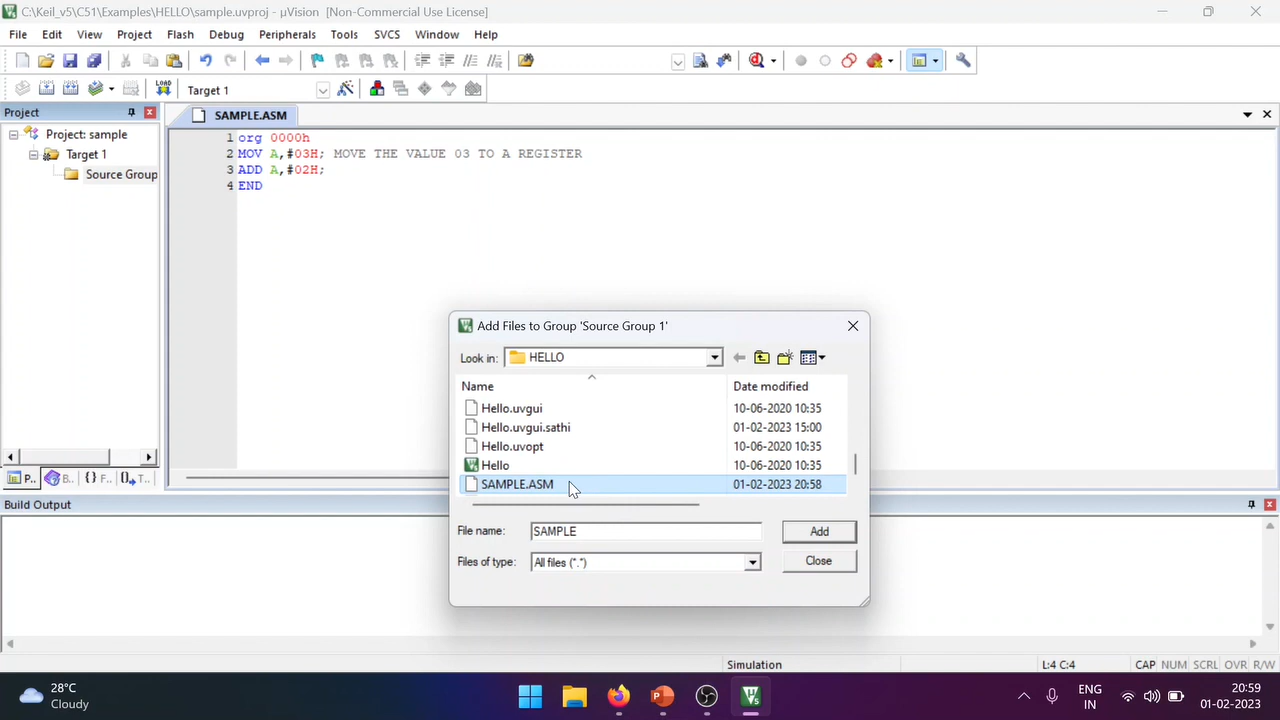 C:\Keil_v5\C51\Examples\HELLO\sample.uvproj - µVision [Non-Commercial Use License]
File Edit View Project Flash Debug Peripherals Tools SVCS Window Help
LOAD Target 1
Project
SAMPLE.ASM
Project: sample
Target 1
Source Group
1 org 0000h
2 MOV A,#03H; MOVE THE VALUE 03 TO A REGISTER
3 ADD A,#02H;
4 END
Add Files to Group 'Source Group 1'
Look in: HELLO
Name Date modified
Hello.uvgui 10-06-2020 10:35
Hello.uvgui.sathi 01-02-2023 15:00
Hello.uvopt 10-06-2020 10:35
Hello 10-06-2020 10:35
SAMPLE.ASM 01-02-2023 20:58
File name: SAMPLE Add
Files of type: All files (*.*) Close
P.. B.. {} F.. T..
Build Output
Simulation L:4 C:4 CAP NUM SCRL OVR R/W
28°C
Cloudy
ENG
IN
20:59
01-02-2023